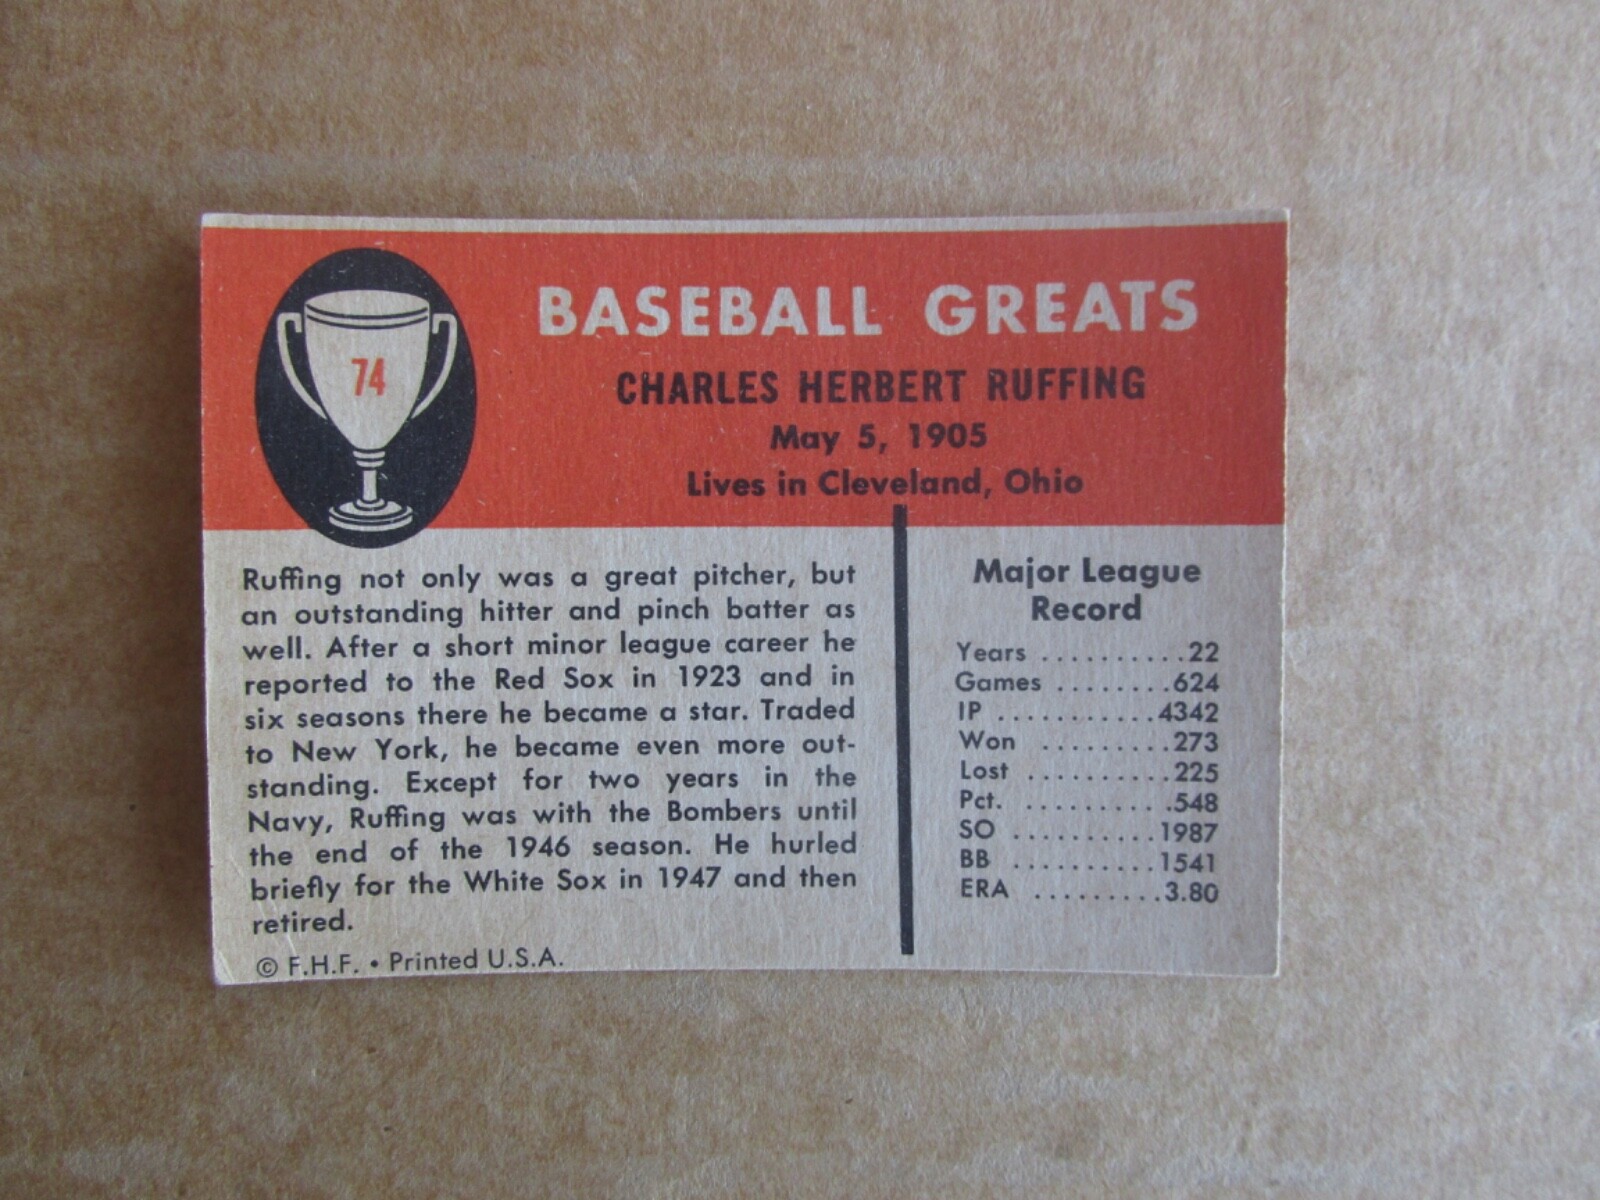 74
BASEBALL GREATS
CHARLES HERBERT RUFFING
May 5, 1905
Lives in Cleveland, Ohio
Ruffing not only was a great pitcher, but
an outstanding hitter and pinch batter as
well. After a short minor league career he
reported to the Red Sox in 1923 and in
six seasons there he became a star. Traded
to New York, he became even more out-
standing. Except for two years in the
Navy, Ruffing was with the Bombers until
the end of the 1946 season. He hurled
briefly for the White Sox in 1947 and then
retired.
© F.H.F. • Printed U.S.A.
Major League
Record
Years ..........22
Games ........624
IP ...........4342
Won .........273
Lost ..........225
Pct. ..........548
SO ..........1987
BB ..........1541
ERA .........3.80